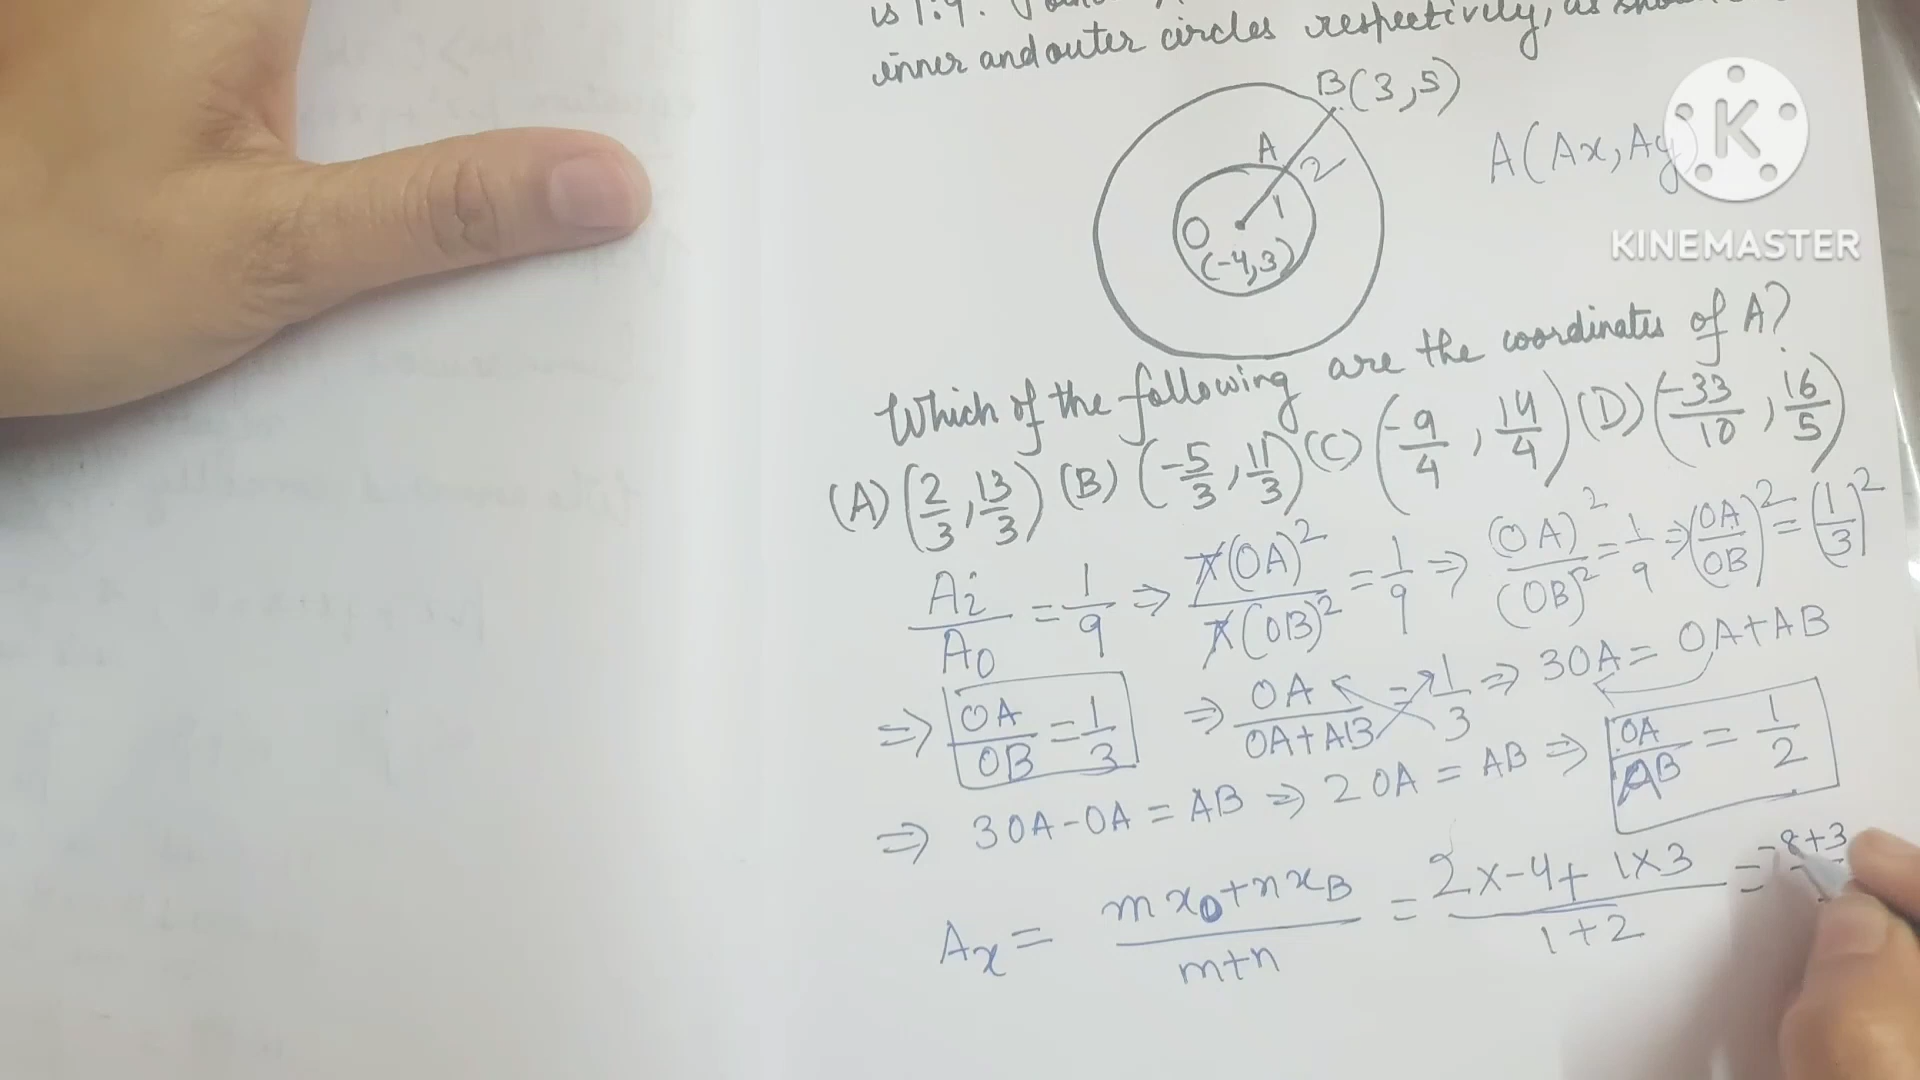 is 1:9.
inner and outer circles respectively, as
B(3,5)
A
2
A(Ax, Ay)
K
1
O
(-4,3)
KINEMASTER
Which of the following are the coordinates of A?
(A) (2/3, 13/3) (B) (-5/3, 11/3) (C) (-9/4, 14/4) (D) (-33/10, 16/5)
Ai/A0 = 1/9 ⇒ π(OA)²/π(OB)² = 1/9 ⇒ (OA)²/(OB)² = 1/9 ⇒ (OA/OB)² = (1/3)²
⇒ OA/OB = 1/3 ⇒ OA/OA+AB = 1/3 ⇒ 3OA = OA+AB
⇒ 3OA-OA = AB ⇒ 2OA = AB ⇒ OA/AB = 1/2
Ax = mxO+nxB/m+n = 2x-4+1x3/1+2 = -8+3